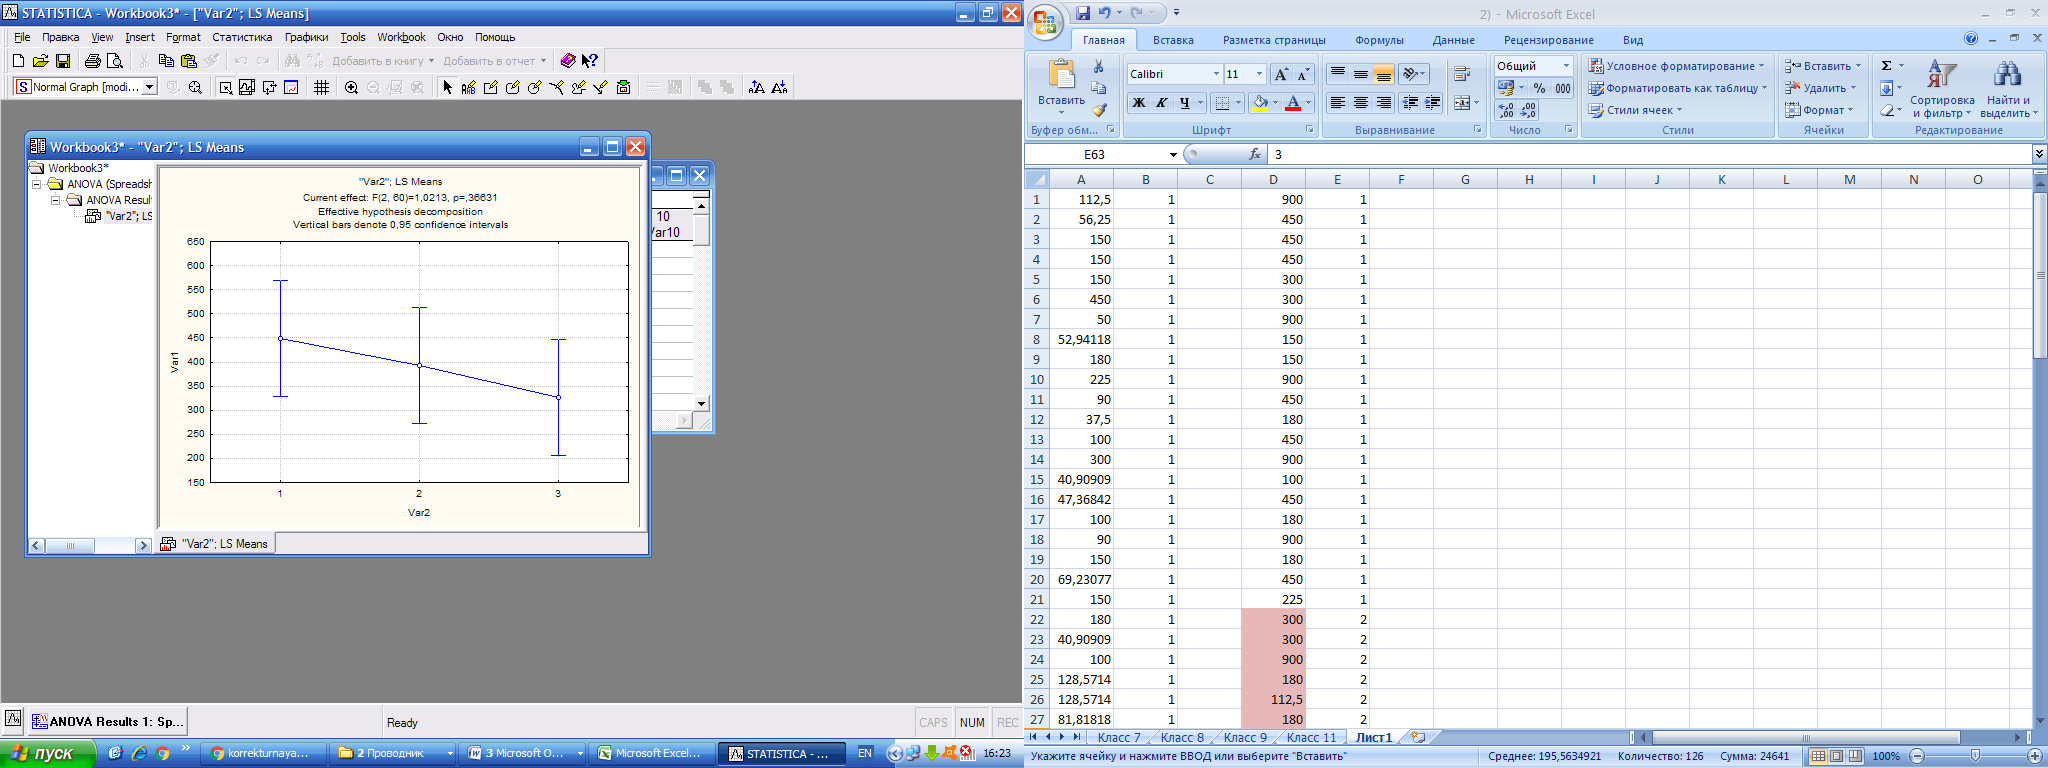 STATISTICA - Workbook3* - ["Var2"; LS Means]
File Правка View Insert Format Статистика Графики Tools Workbook Окно Помощь
Добавить в книгу Добавить в отчет
Normal Graph [modi...
Workbook3* - "Var2"; LS Means
Workbook3*
ANOVA (Spreadsh
ANOVA Resul
"Var2"; LS
"Var2"; LS Means
Current effect: F(2, 60)=1,0213, p=,36631
Effective hypothesis decomposition
Vertical bars denote 0,95 confidence intervals
650
600
550
500
450
400
350
300
250
200
150
Var1
1 2 3
Var2
"Var2"; LS Means
10
Var10
ANOVA Results 1: Sp...
Ready
CAPS NUM REC
пуск
korrekturnaya...
2 Проводник
3 Microsoft O...
Microsoft Excel...
STATISTICA - ...
EN
16:23
2) - Microsoft Excel
Главная Вставка Разметка страницы Формулы Данные Рецензирование Вид
Вставить
Буфер обм...
Calibri 11
Ж К Ч
Шрифт
Выравнивание
Общий
% 000
Число
Условное форматирование
Форматировать как таблицу
Стили ячеек
Стили
Вставить
Удалить
Формат
Ячейки
Сортировка и фильтр
Найти и выделить
Редактирование
E63 fx 3
A B C D E F G H I J K L M N O
1 112,5 1 900 1
2 56,25 1 450 1
3 150 1 450 1
4 150 1 450 1
5 150 1 300 1
6 450 1 300 1
7 50 1 900 1
8 52,94118 1 150 1
9 180 1 150 1
10 225 1 900 1
11 90 1 450 1
12 37,5 1 180 1
13 100 1 450 1
14 300 1 900 1
15 40,90909 1 100 1
16 47,36842 1 450 1
17 100 1 180 1
18 90 1 900 1
19 150 1 180 1
20 69,23077 1 450 1
21 150 1 225 1
22 180 1 300 2
23 40,90909 1 300 2
24 100 1 900 2
25 128,5714 1 180 2
26 128,5714 1 112,5 2
27 81,81818 1 180 2
Класс 7 Класс 8 Класс 9 Класс 11 Лист1
Укажите ячейку и нажмите ВВОД или выберите "Вставить" Среднее: 195,5634921 Количество: 126 Сумма: 24641 100%